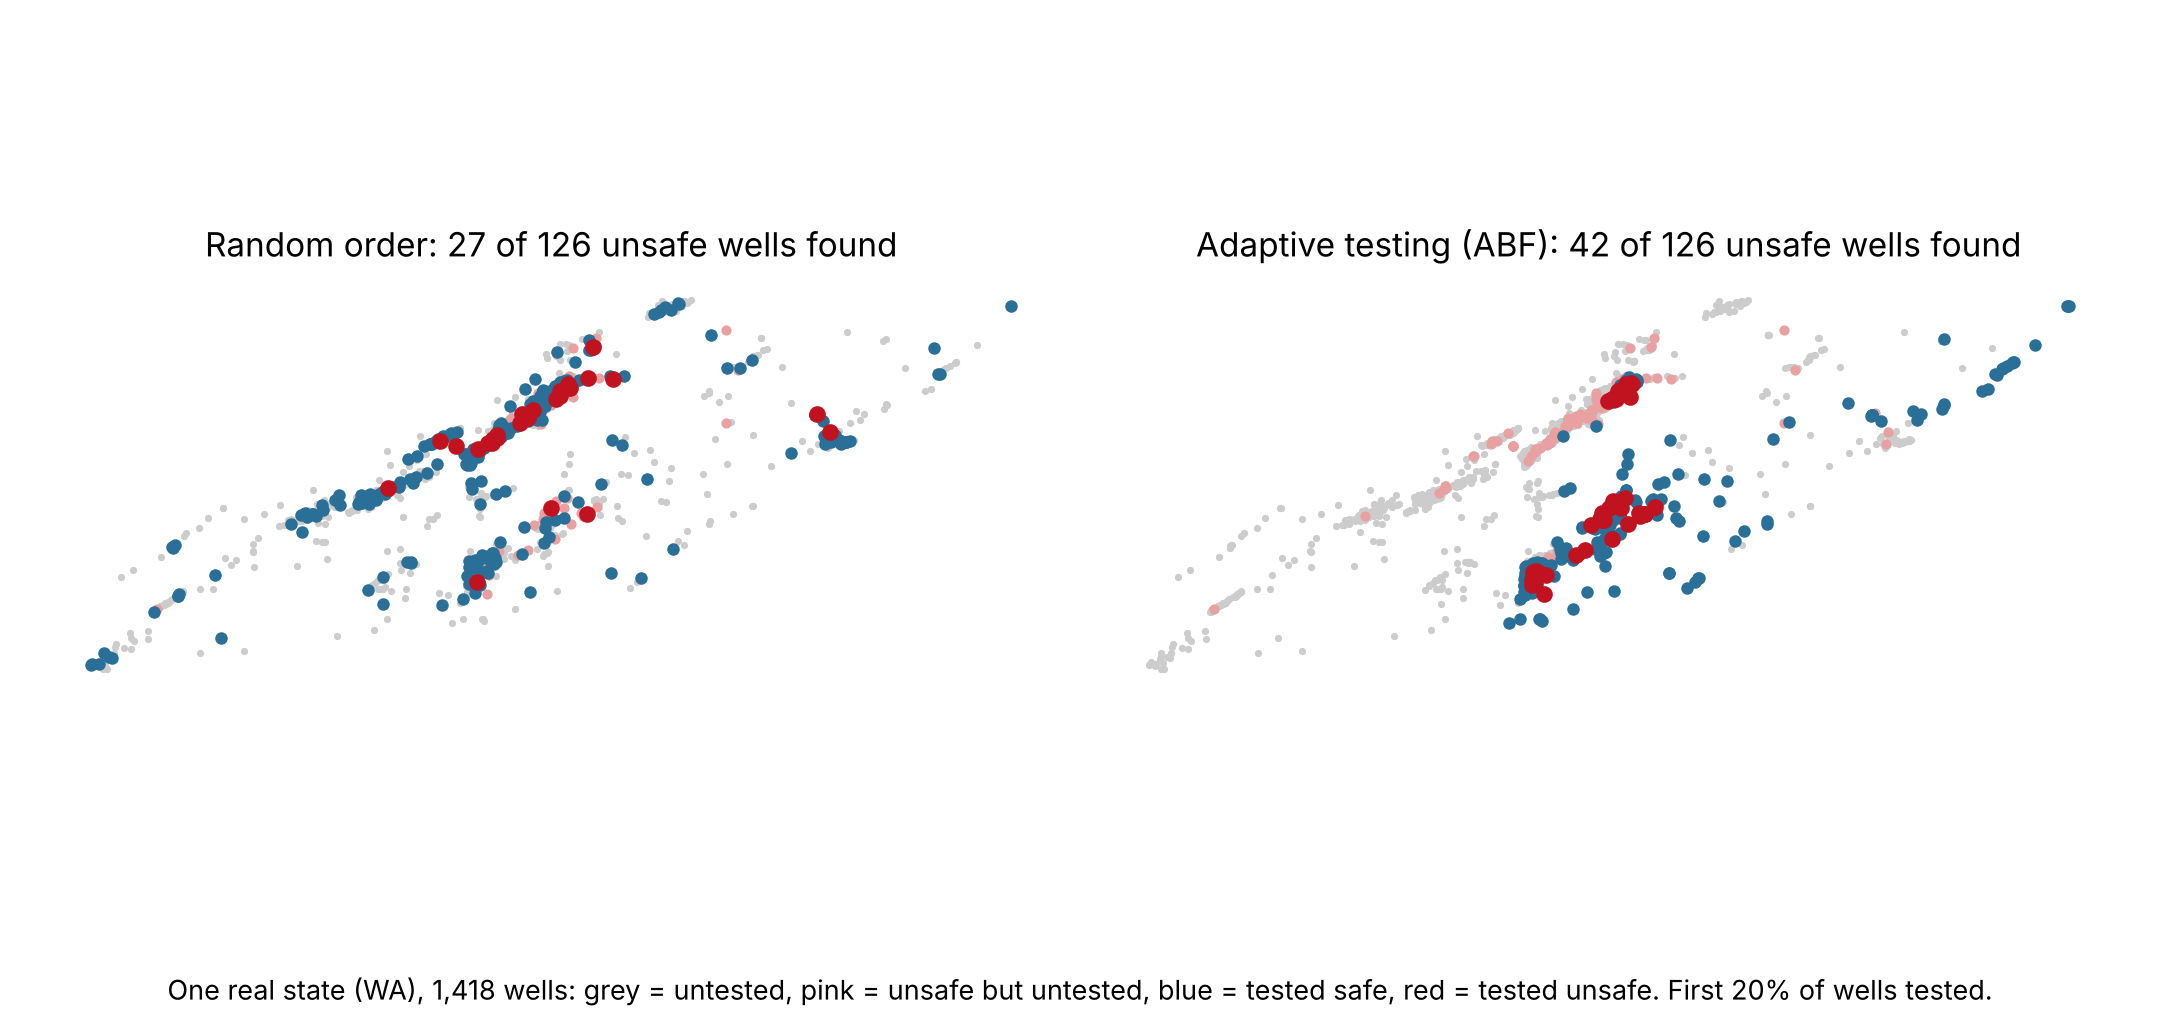 Random order: 27 of 126 unsafe wells found
Adaptive testing (ABF): 42 of 126 unsafe wells found
One real state (WA), 1,418 wells: grey = untested, pink = unsafe but untested, blue = tested safe, red = tested unsafe. First 20% of wells tested.